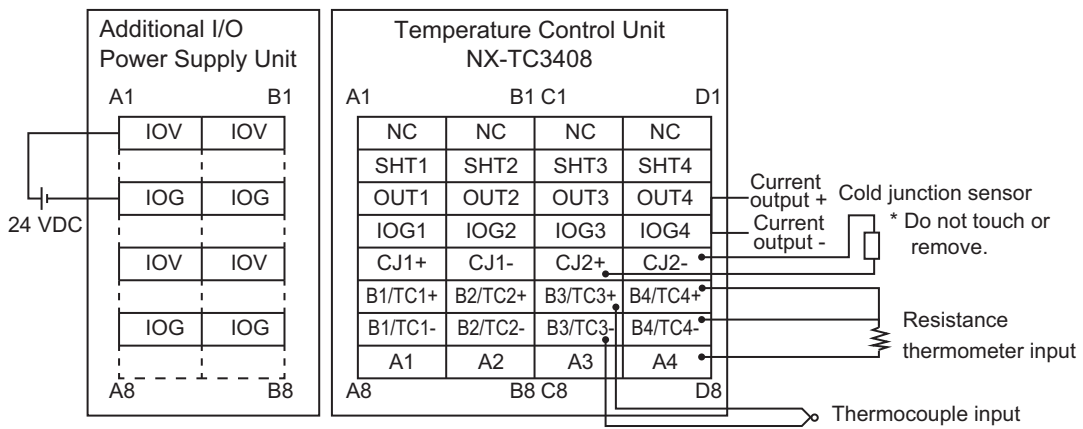 Additional I/O
Power Supply Unit
A1 B1
IOV IOV
IOG IOG
IOV IOV
IOG IOG
A8 B8
24 VDC
Temperature Control Unit
NX-TC3408
A1 B1 C1 D1
NC NC NC NC
SHT1 SHT2 SHT3 SHT4
OUT1 OUT2 OUT3 OUT4
IOG1 IOG2 IOG3 IOG4
CJ1+ CJ1- CJ2+ CJ2-
B1/TC1+ B2/TC2+ B3/TC3+ B4/TC4+
B1/TC1- B2/TC2- B3/TC3- B4/TC4-
A1 A2 A3 A4
A8 B8 C8 D8
Current
output +
Current
output -
Cold junction sensor
* Do not touch or
remove.
Resistance
thermometer input
Thermocouple input